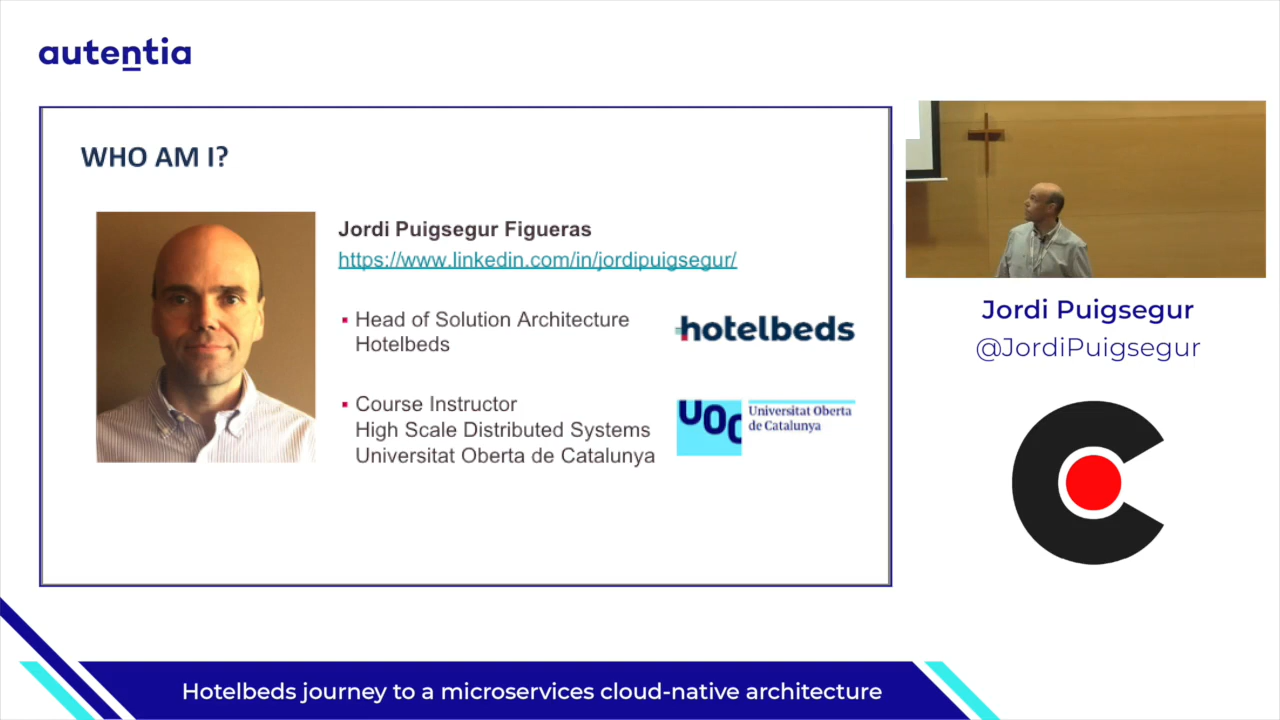 autentia
WHO AM I?
Jordi Puigsegur Figueras
https://www.linkedin.com/in/jordipuigsegur/
▪ Head of Solution Architecture
Hotelbeds
hotelbeds
▪ Course Instructor
High Scale Distributed Systems
Universitat Oberta de Catalunya
UOC
Universitat Oberta
de Catalunya
Jordi Puigsegur
@JordiPuigsegur
Hotelbeds journey to a microservices cloud-native architecture